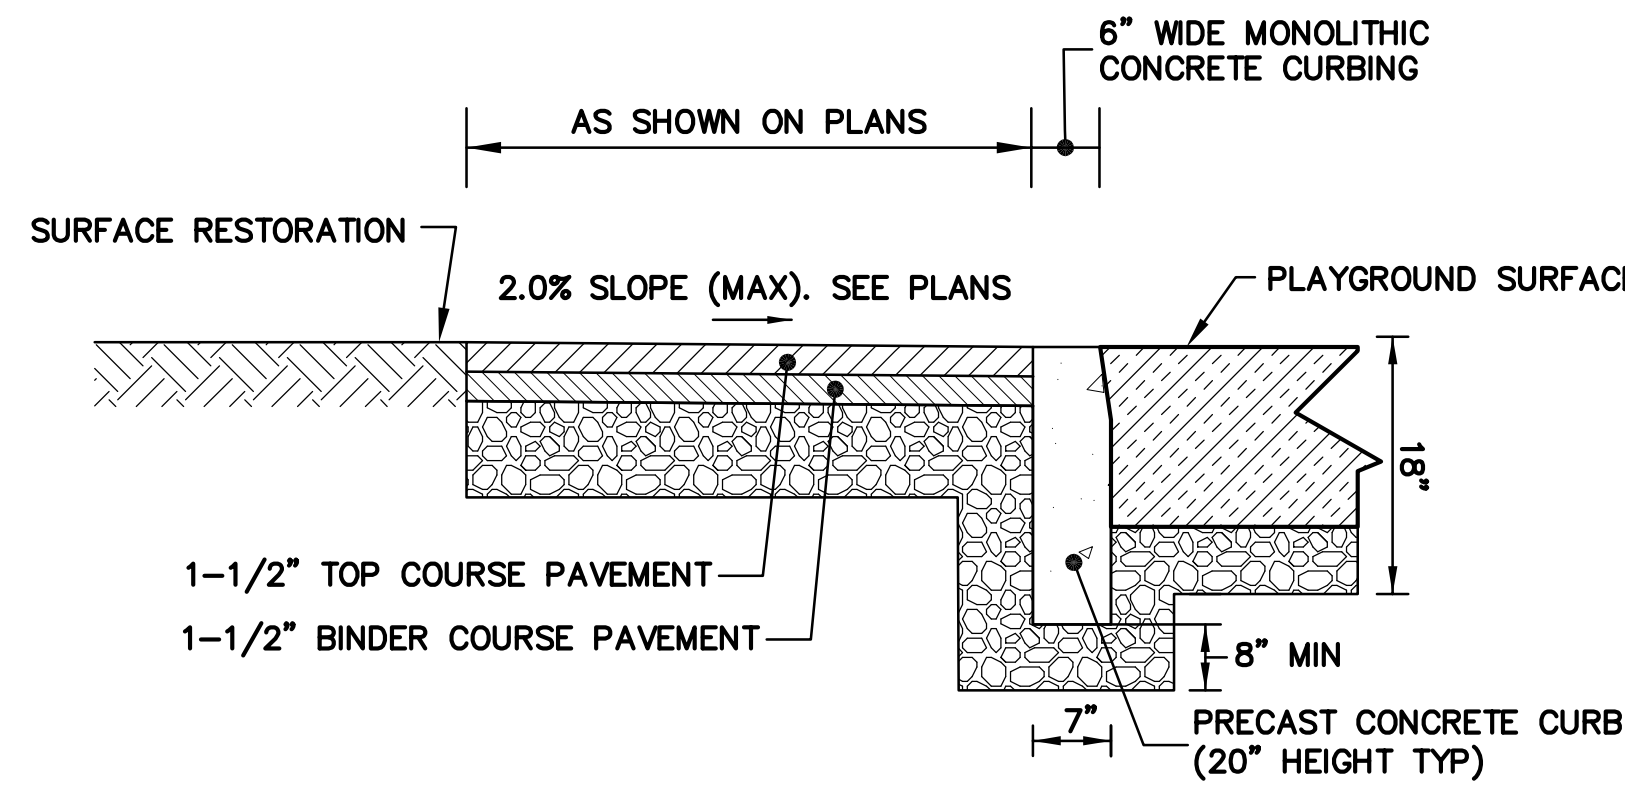 6” WIDE MONOLITHIC
CONCRETE CURBING
AS SHOWN ON PLANS
SURFACE RESTORATION
2.0% SLOPE (MAX). SEE PLANS
PLAYGROUND SURFACI
18”
1-1/2” TOP COURSE PAVEMENT
1-1/2” BINDER COURSE PAVEMENT
8” MIN
7”
PRECAST CONCRETE CURB
(20” HEIGHT TYP)